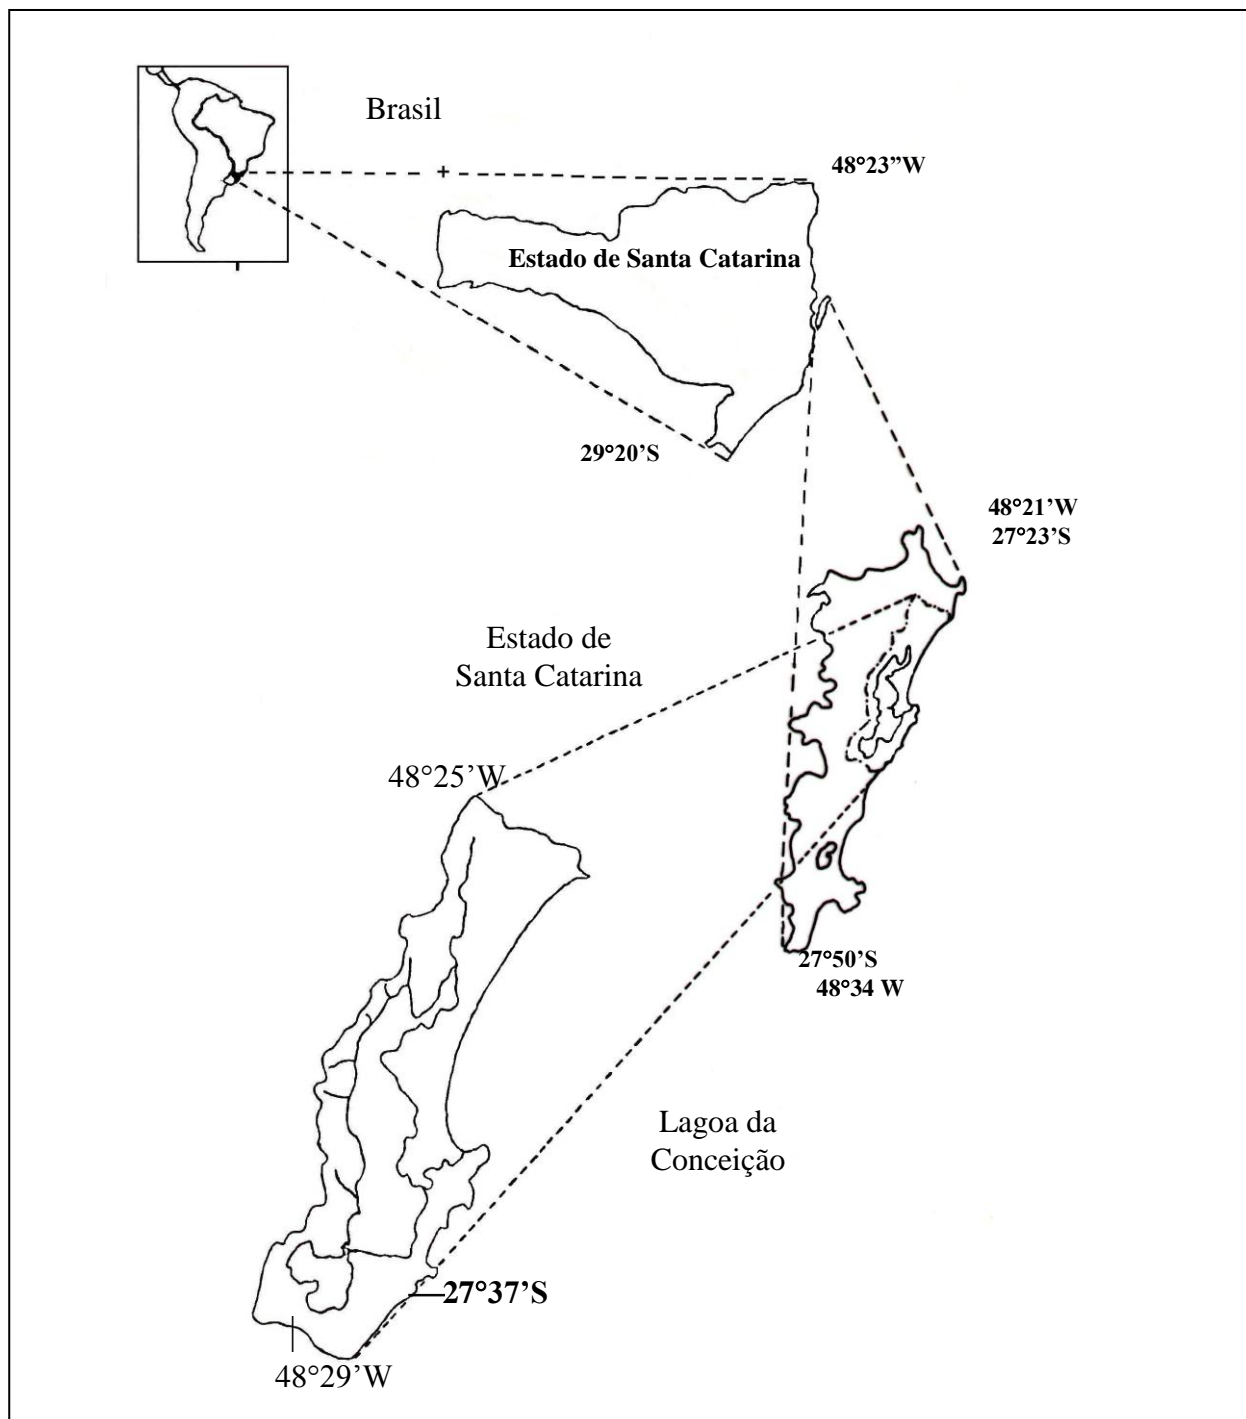 Brasil
48°23”W
Estado de Santa Catarina
29°20’S
48°21’W
27°23’S
Estado de
Santa Catarina
48°25’W
27°50’S
48°34 W
Lagoa da
Conceição
27°37’S
48°29’W